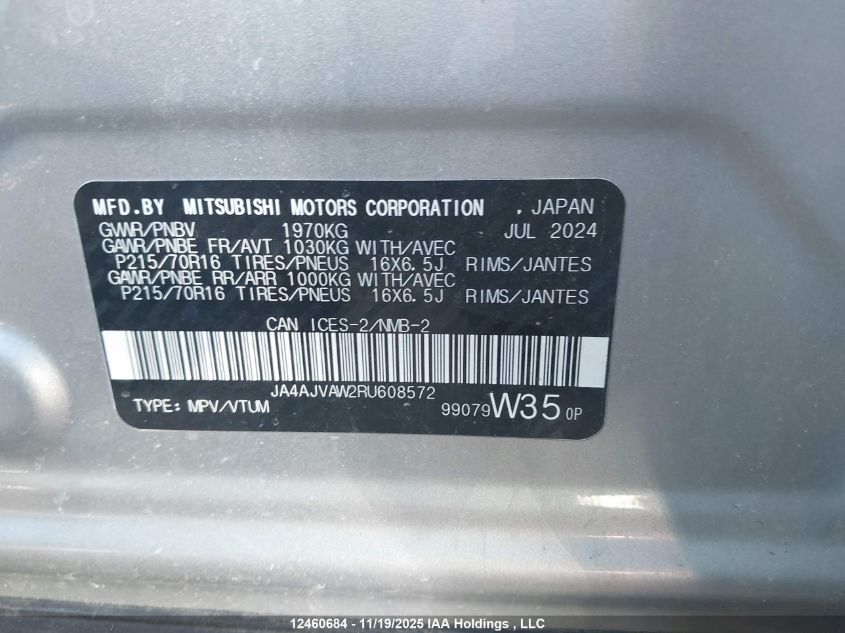 MFD.BY MITSUBISHI MOTORS CORPORATION , JAPAN
GVWR/PNBV 1970KG JUL 2024
GAWR/PNBE FR/AVT 1030KG WITH/AVEC
P215/70R16 TIRES/PNEUS 16X6.5J RIMS/JANTES
GAWR/PNBE RR/ARR 1000KG WITH/AVEC
P215/70R16 TIRES/PNEUS 16X6.5J RIMS/JANTES
CAN ICES-2/NMB-2
JA4AJVAW2RU608572
TYPE: MPV/VTUM 99079 W35 0P
12460684 - 11/19/2025 IAA Holdings , LLC